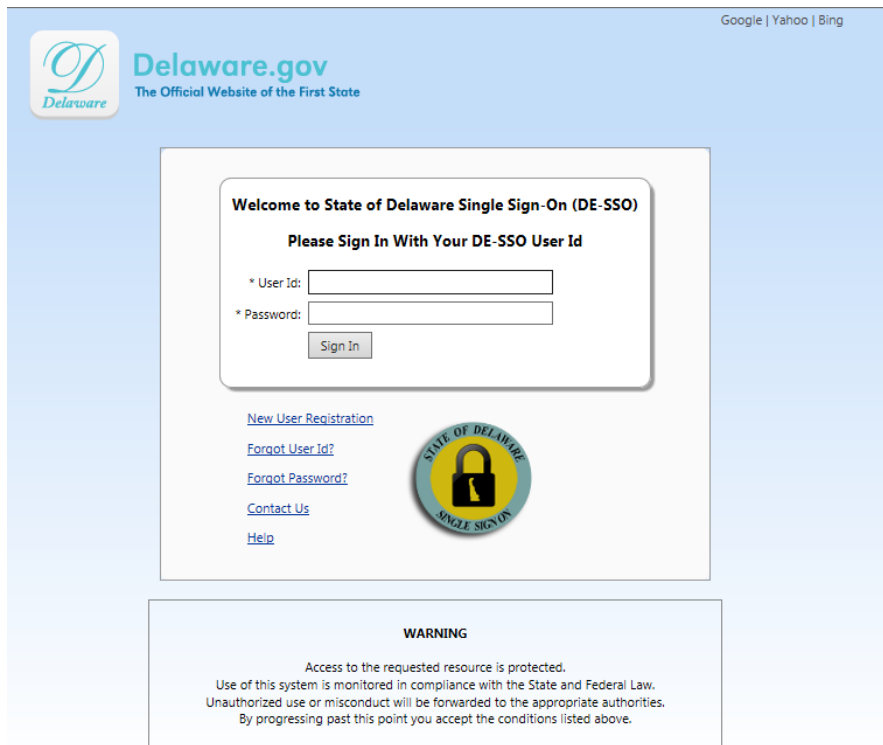 Google | Yahoo | Bing
D
Delaware
Delaware.gov
The Official Website of the First State
Welcome to State of Delaware Single Sign-On (DE-SSO)
Please Sign In With Your DE-SSO User Id
* User Id:
* Password:
Sign In
New User Registration
Forgot User Id?
Forgot Password?
Contact Us
Help
STATE OF DELAWARE
SINGLE SIGN ON
WARNING
Access to the requested resource is protected.
Use of this system is monitored in compliance with the State and Federal Law.
Unauthorized use or misconduct will be forwarded to the appropriate authorities.
By progressing past this point you accept the conditions listed above.